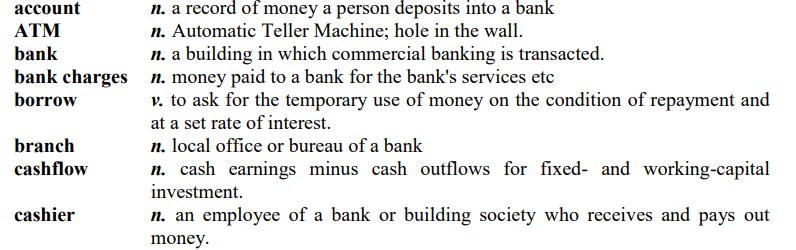 account n. a record of money a person deposits into a bank
ATM n. Automatic Teller Machine; hole in the wall.
bank n. a building in which commercial banking is transacted.
bank charges n. money paid to a bank for the bank's services etc
borrow v. to ask for the temporary use of money on the condition of repayment and
at a set rate of interest.
branch n. local office or bureau of a bank
cashflow n. cash earnings minus cash outflows for fixed- and working-capital
investment.
cashier n. an employee of a bank or building society who receives and pays out
money.